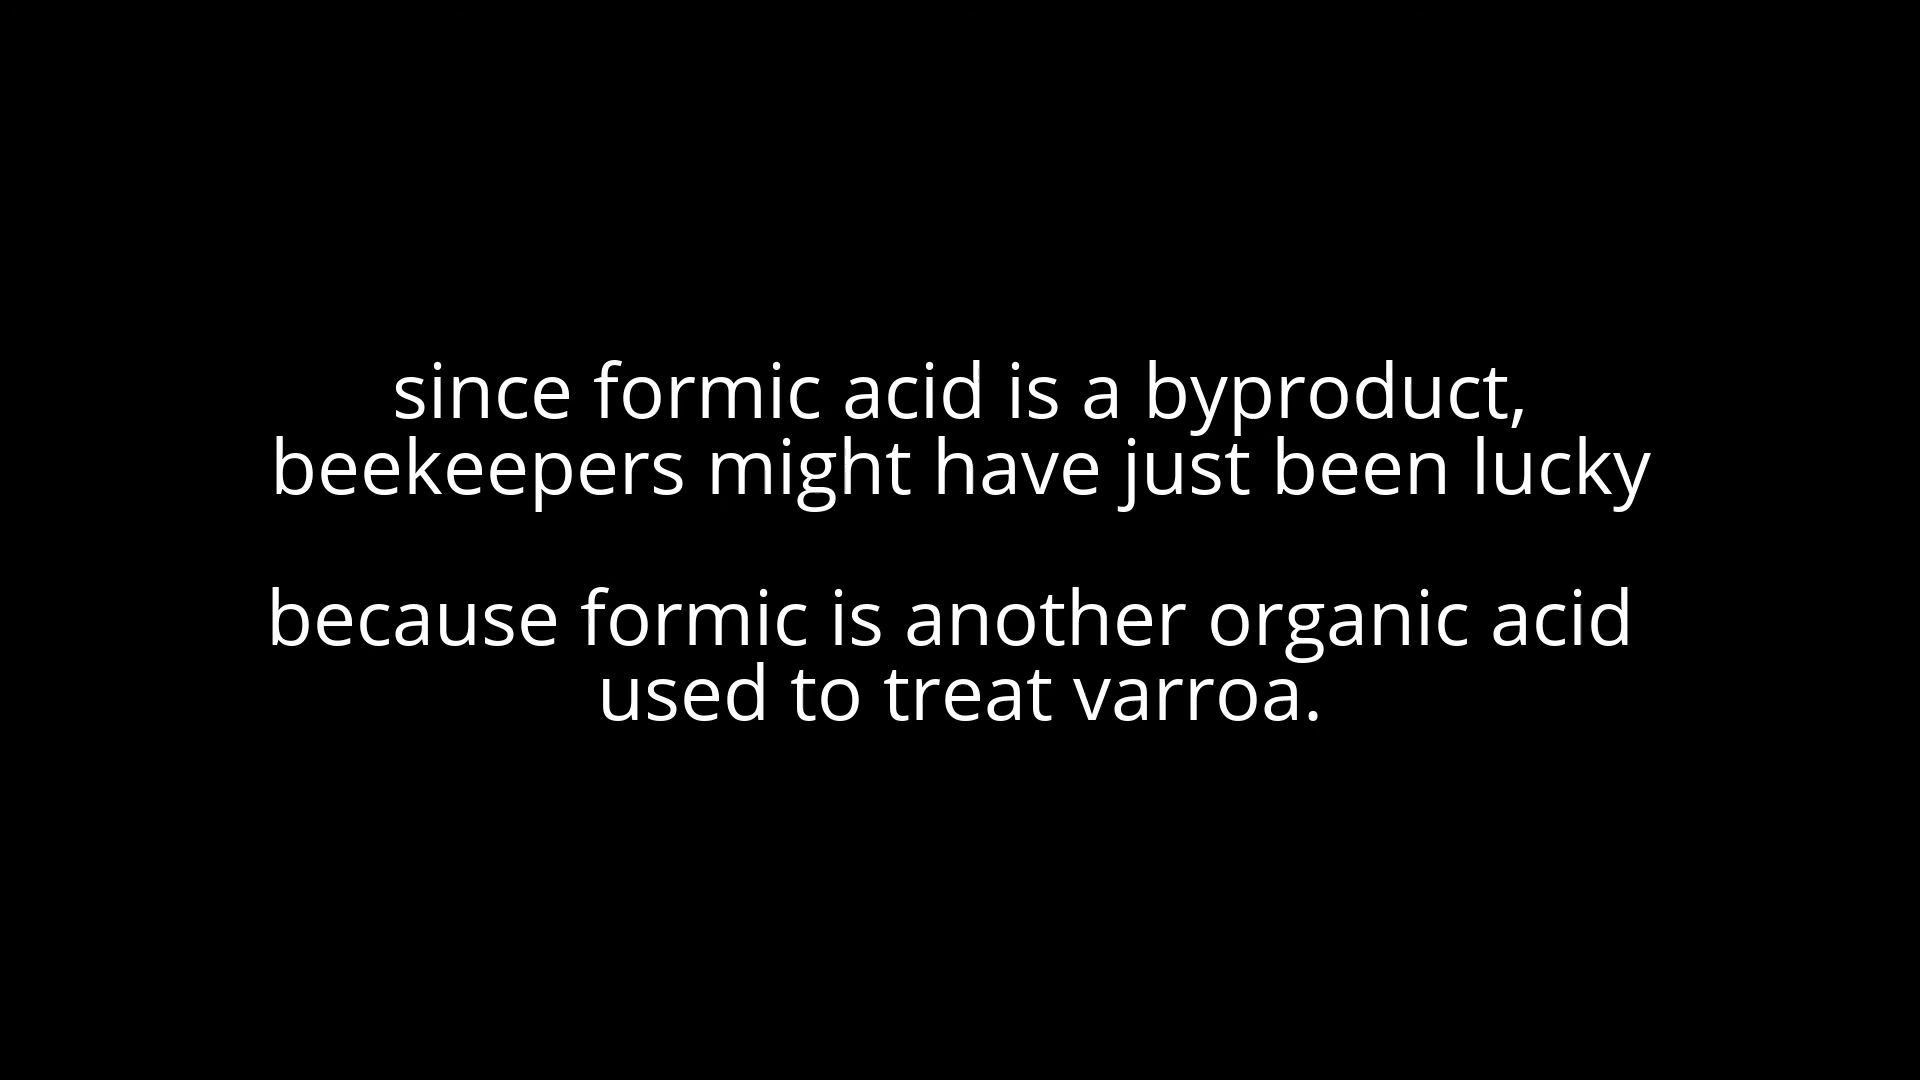 since formic acid is a byproduct,
beekeepers might have just been lucky
because formic is another organic acid
used to treat varroa.